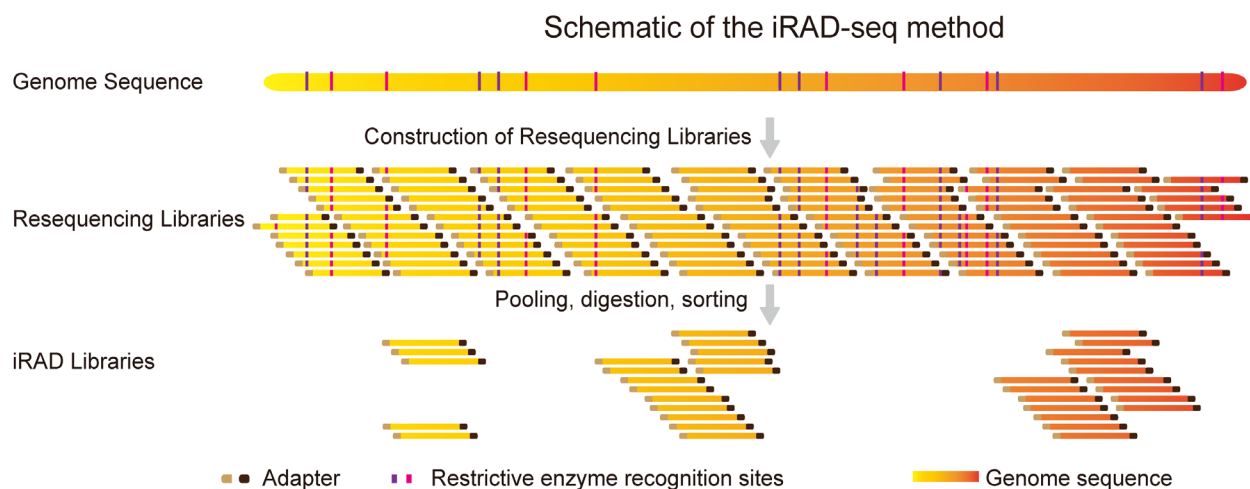 Schematic of the iRAD-seq method
Genome Sequence
Construction of Resequencing Libraries
Resequencing Libraries
Pooling, digestion, sorting
iRAD Libraries
Adapter
Restrictive enzyme recognition sites
Genome sequence